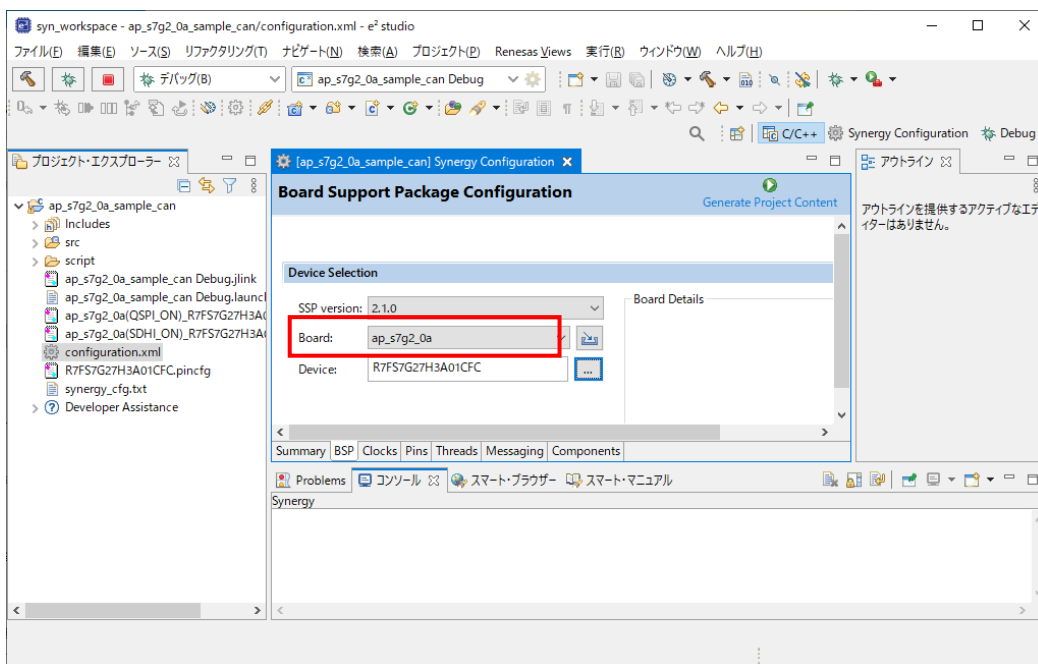 syn_workspace - ap_s7g2_0a_sample_can/configuration.xml - e² studio
ファイル(F) 編集(E) ソース(S) リファクタリング(T) ナビゲート(N) 検索(A) プロジェクト(P) Renesas Views 実行(R) ウィンドウ(W) ヘルプ(H)
デバッグ(B) ap_s7g2_0a_sample_can Debug
C/C++ Synergy Configuration Debug
プロジェクト・エクスプローラー
ap_s7g2_0a_sample_can
Includes
src
script
ap_s7g2_0a_sample_can Debug.jlink
ap_s7g2_0a_sample_can Debug.launcl
ap_s7g2_0a(QSPI_ON)_R7FS7G27H3A0
ap_s7g2_0a(SDHI_ON)_R7FS7G27H3A0
configuration.xml
R7FS7G27H3A01CFC.pincfg
synergy_cfg.txt
Developer Assistance
[ap_s7g2_0a_sample_can] Synergy Configuration
Board Support Package Configuration
Generate Project Content
Device Selection
SSP version: 2.1.0
Board: ap_s7g2_0a
Device: R7FS7G27H3A01CFC ...
Board Details
Summary BSP Clocks Pins Threads Messaging Components
アウトライン
アウトラインを提供するアクティブなエデ
ィターはありません。
Problems コンソール スマート・ブラウザー スマート・マニュアル
Synergy